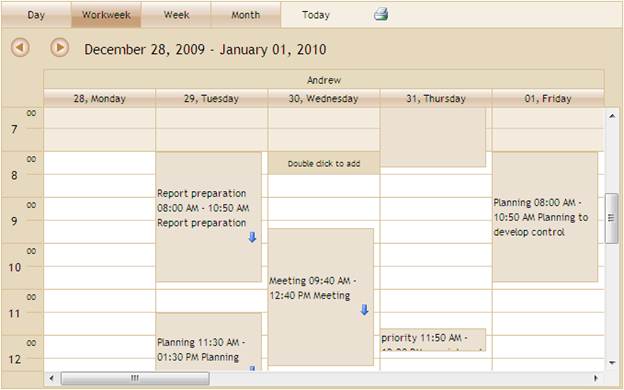 Day Workweek Week Month Today
December 28, 2009 - January 01, 2010
Andrew
28, Monday 29, Tuesday 30, Wednesday 31, Thursday 01, Friday
7 00
8 00
Double click to add
Report preparation
08:00 AM - 10:50 AM
Report preparation
Planning 08:00 AM -
10:50 AM Planning to
develop control
9 00
10 00
Meeting 09:40 AM -
12:40 PM Meeting
11 00
Planning 11:30 AM -
01:30 PM Planning
priority 11:50 AM -
12 00